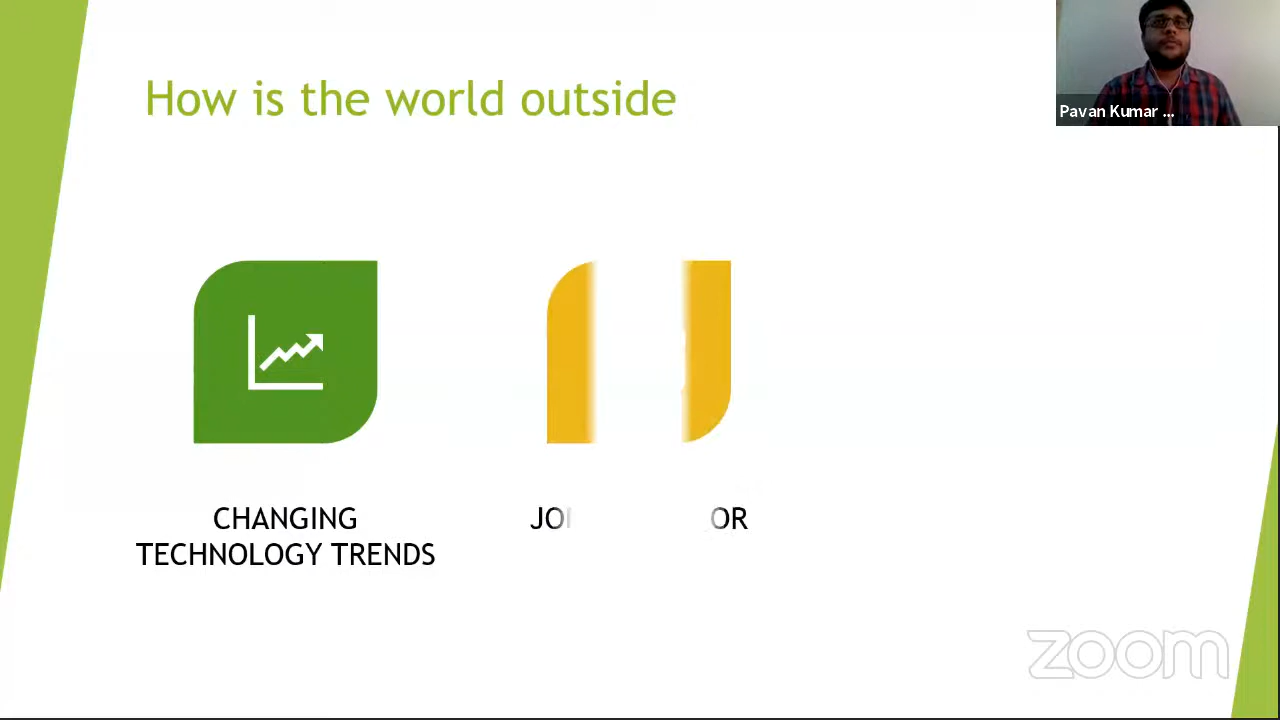 How is the world outside
Pavan Kumar ...
CHANGING
TECHNOLOGY TRENDS
zoom